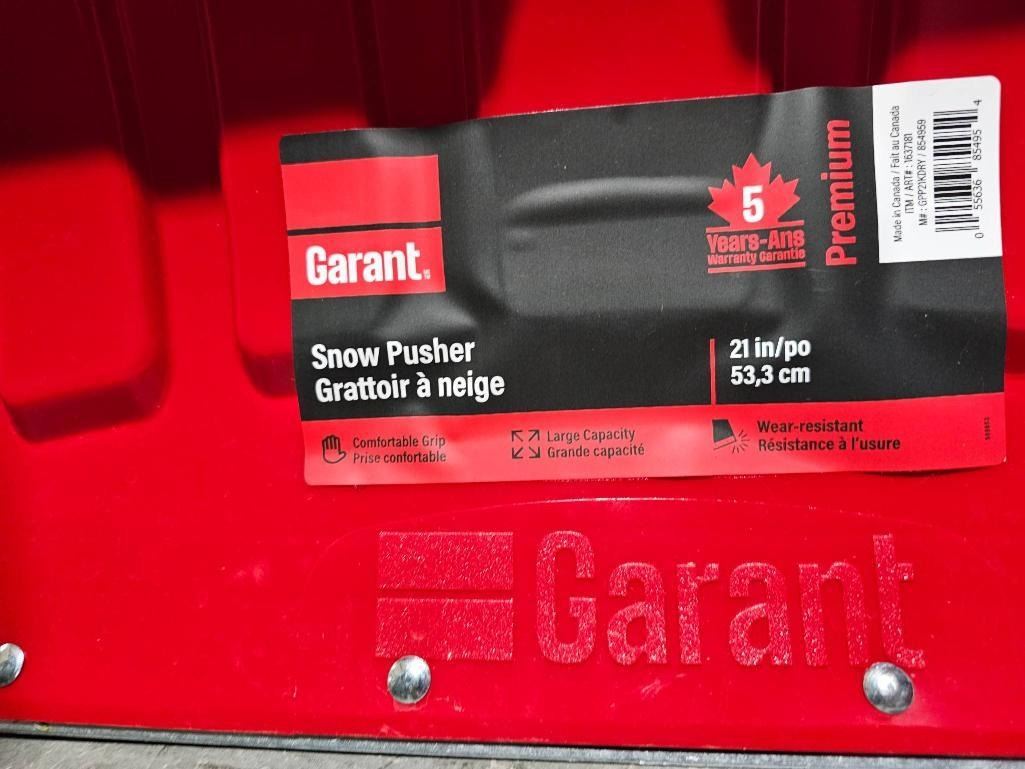 Garant
Snow Pusher
Grattoir à neige
21 in/po
53,3 cm
5
Years-Ans
Warranty Garantie
Premium
Made in Canada / Fait au Canada
ITM / ART# : 1637181
M# : GPP21KDRY / 854959
0 55636 85495 4
Comfortable Grip
Prise confortable
Large Capacity
Grande capacité
Wear-resistant
Résistance à l'usure
Garant